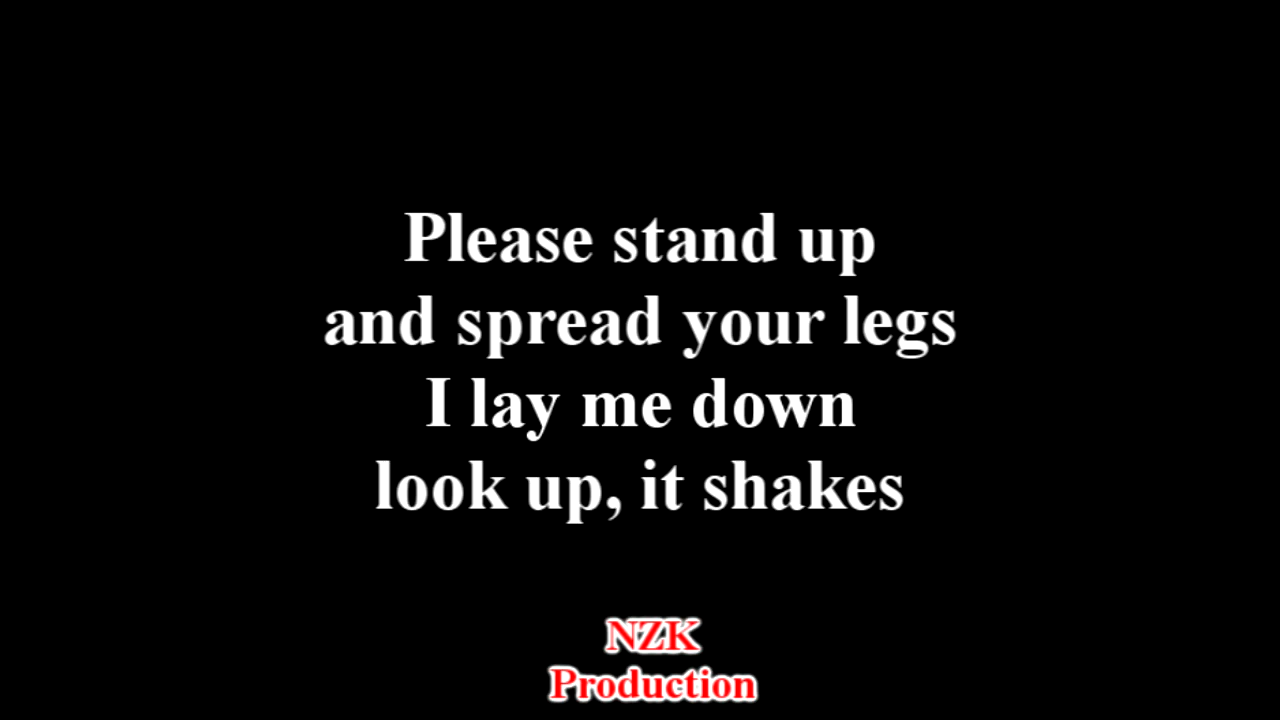 Please stand up
and spread your legs
I lay me down
look up, it shakes
NZK
Production